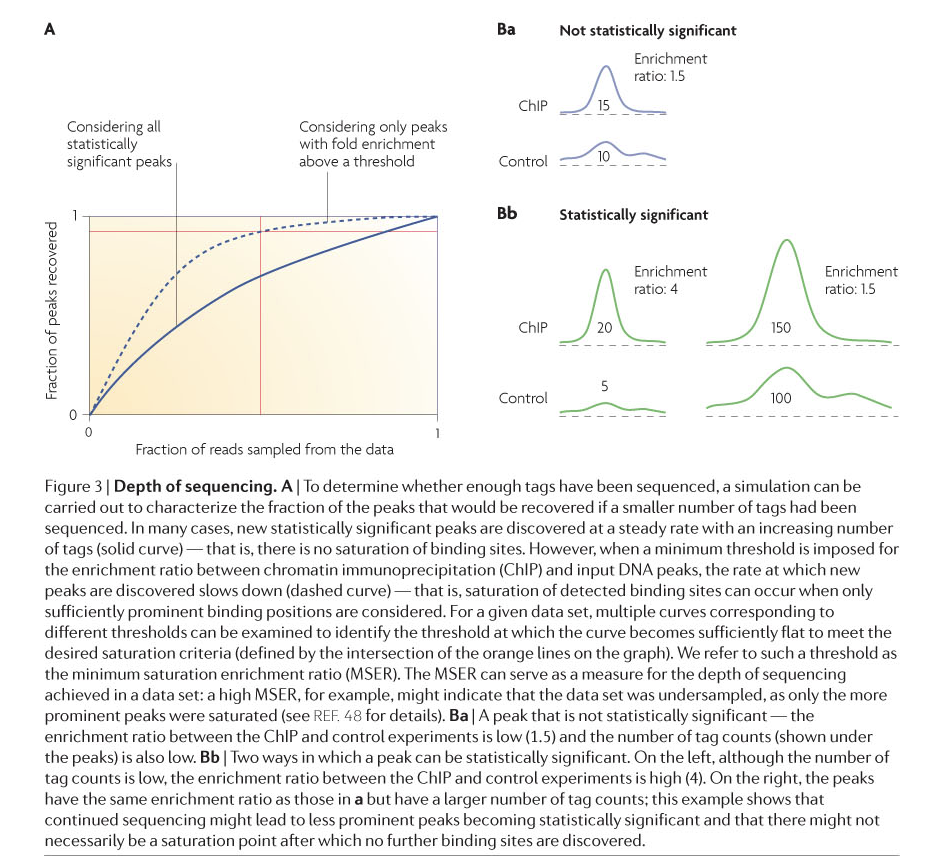 A
Considering all
statistically
significant peaks
Considering only peaks
with fold enrichment
above a threshold
Fraction of peaks recovered
1
0
0
1
Fraction of reads sampled from the data
Ba Not statistically significant
Enrichment
ratio: 1.5
ChIP
15
Control
10
Bb Statistically significant
Enrichment
ratio: 4
Enrichment
ratio: 1.5
ChIP
20
150
Control
5
100
Figure 3 | Depth of sequencing. A | To determine whether enough tags have been sequenced, a simulation can be
carried out to characterize the fraction of the peaks that would be recovered if a smaller number of tags had been
sequenced. In many cases, new statistically significant peaks are discovered at a steady rate with an increasing number
of tags (solid curve) — that is, there is no saturation of binding sites. However, when a minimum threshold is imposed for
the enrichment ratio between chromatin immunoprecipitation (ChIP) and input DNA peaks, the rate at which new
peaks are discovered slows down (dashed curve) — that is, saturation of detected binding sites can occur when only
sufficiently prominent binding positions are considered. For a given data set, multiple curves corresponding to
different thresholds can be examined to identify the threshold at which the curve becomes sufficiently flat to meet the
desired saturation criteria (defined by the intersection of the orange lines on the graph). We refer to such a threshold as
the minimum saturation enrichment ratio (MSER). The MSER can serve as a measure for the depth of sequencing
achieved in a data set: a high MSER, for example, might indicate that the data set was undersampled, as only the more
prominent peaks were saturated (see REF. 48 for details). Ba | A peak that is not statistically significant — the
enrichment ratio between the ChIP and control experiments is low (1.5) and the number of tag counts (shown under
the peaks) is also low. Bb | Two ways in which a peak can be statistically significant. On the left, although the number of
tag counts is low, the enrichment ratio between the ChIP and control experiments is high (4). On the right, the peaks
have the same enrichment ratio as those in a but have a larger number of tag counts; this example shows that
continued sequencing might lead to less prominent peaks becoming statistically significant and that there might not
necessarily be a saturation point after which no further binding sites are discovered.